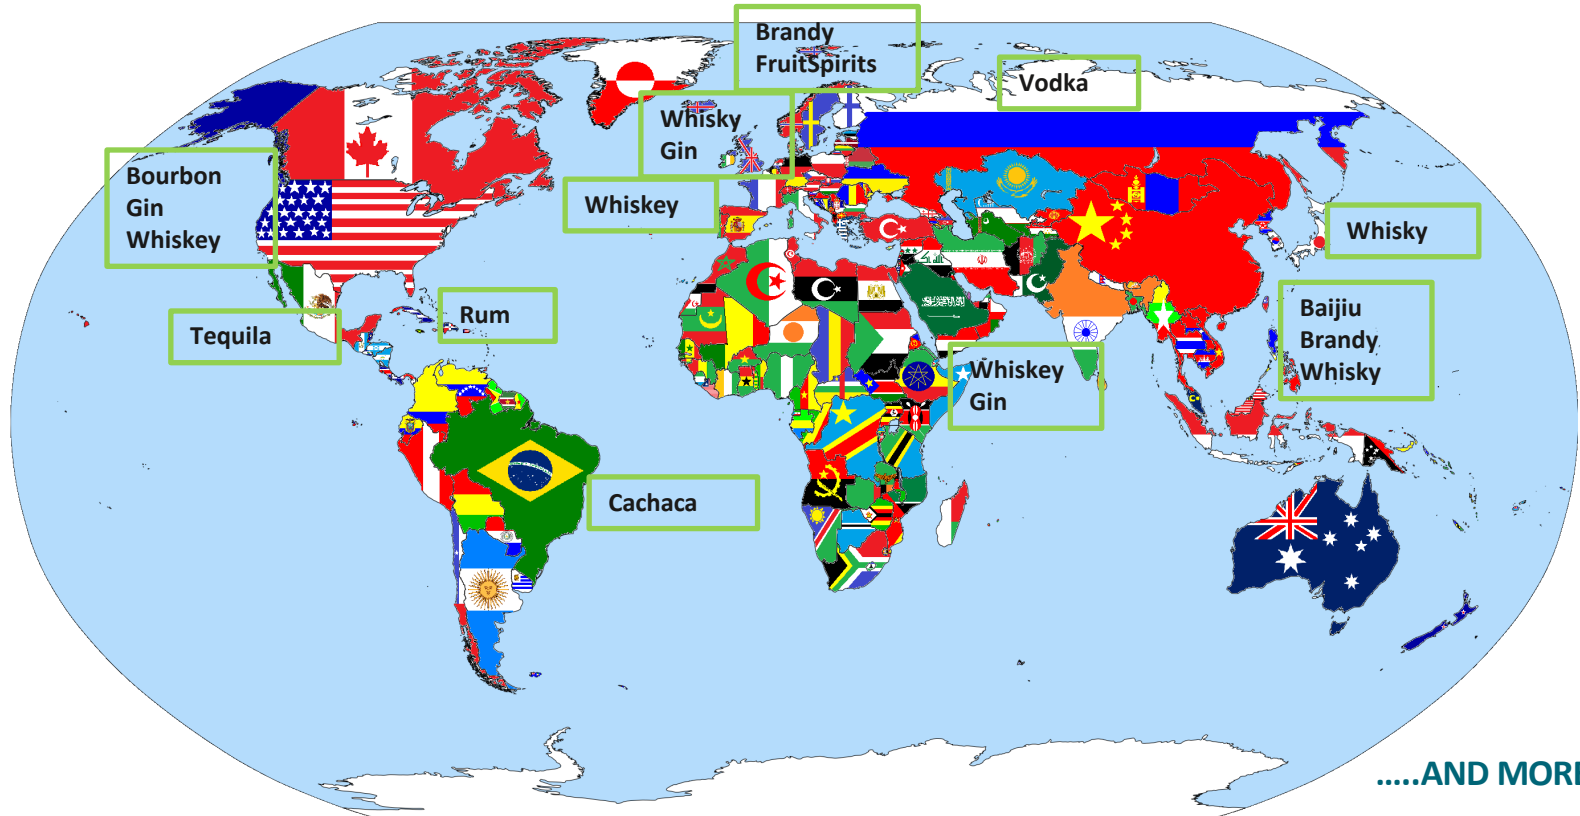 Brandy
FruitSpirits
Vodka
Whisky
Gin
Bourbon
Gin
Whiskey
Whiskey
Whisky
Tequila
Rum
Baijiu
Brandy
Whisky
Whiskey
Gin
Cachaca
.....AND MORE